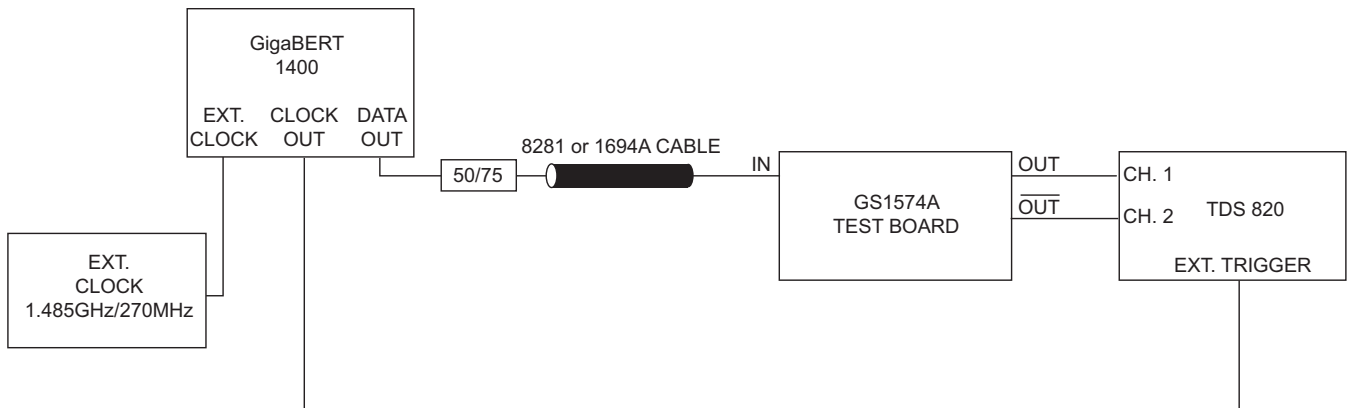 GigaBERT
1400
EXT. CLOCK DATA
CLOCK OUT OUT
8281 or 1694A CABLE
50/75
IN
GS1574A
TEST BOARD
OUT
O̅U̅T̅
CH. 1
CH. 2
TDS 820
EXT. TRIGGER
EXT.
CLOCK
1.485GHz/270MHz